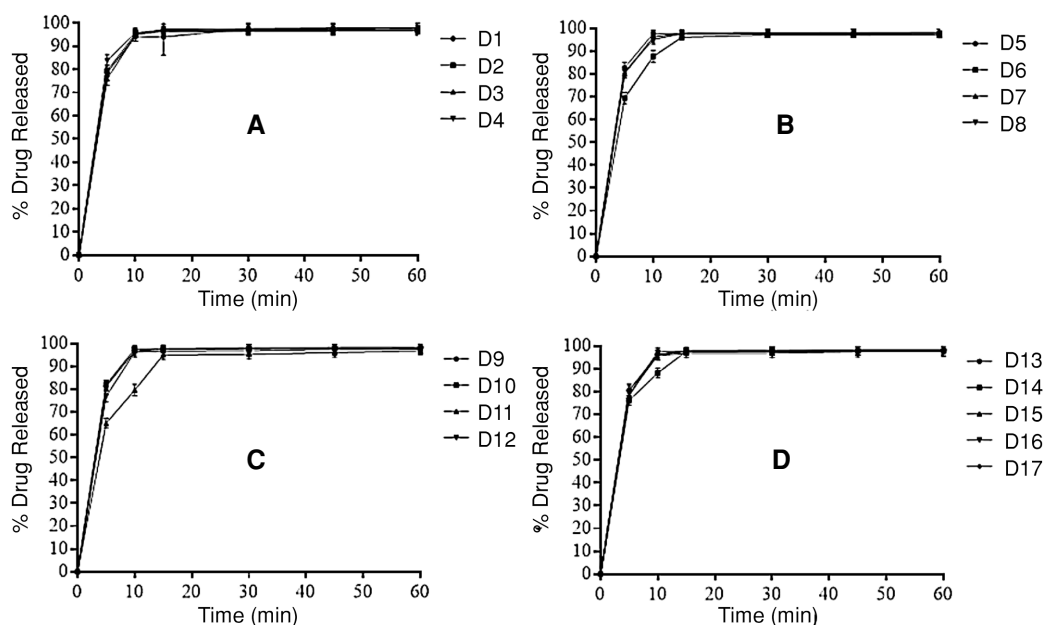 100
90
80
70
60
50
40
30
20
10
0
% Drug Released
0 10 20 30 40 50 60
Time (min)
A
D1
D2
D3
D4
100
90
80
70
60
50
40
30
20
10
0
% Drug Released
0 10 20 30 40 50 60
Time (min)
B
D5
D6
D7
D8
100
90
80
70
60
50
40
30
20
10
0
% Drug Released
0 10 20 30 40 50 60
Time (min)
C
D9
D10
D11
D12
100
90
80
70
60
50
40
30
20
10
0
% Drug Released
0 10 20 30 40 50 60
Time (min)
D
D13
D14
D15
D16
D17